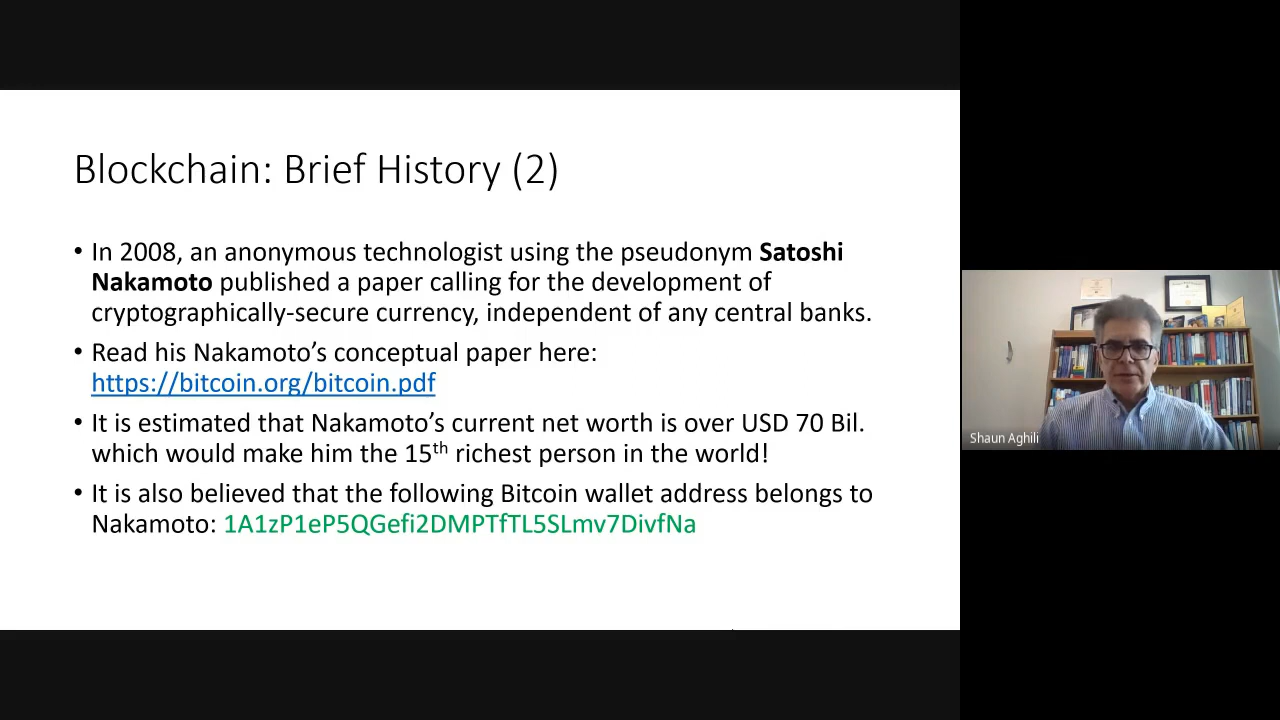 Blockchain: Brief History (2)
• In 2008, an anonymous technologist using the pseudonym Satoshi
Nakamoto published a paper calling for the development of
cryptographically-secure currency, independent of any central banks.
• Read his Nakamoto’s conceptual paper here:
https://bitcoin.org/bitcoin.pdf
• It is estimated that Nakamoto’s current net worth is over USD 70 Bil.
which would make him the 15th richest person in the world!
• It is also believed that the following Bitcoin wallet address belongs to
Nakamoto: 1A1zP1eP5QGefi2DMPTfTL5SLmv7DivfNa
Shaun Aghili